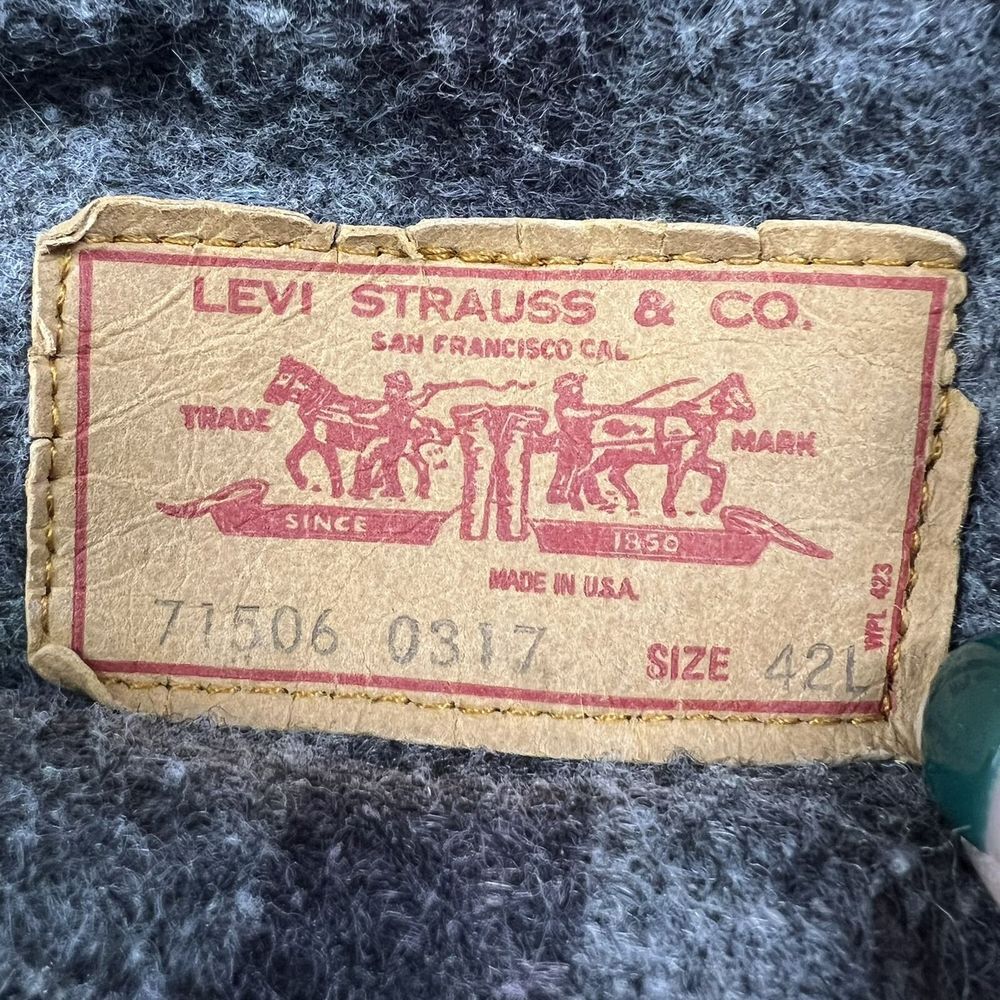 LEVI STRAUSS & CO.
SAN FRANCISCO CAL
TRADE MARK
SINCE 1850
MADE IN U.S.A.
WPL 423
71506 0317 SIZE 42L